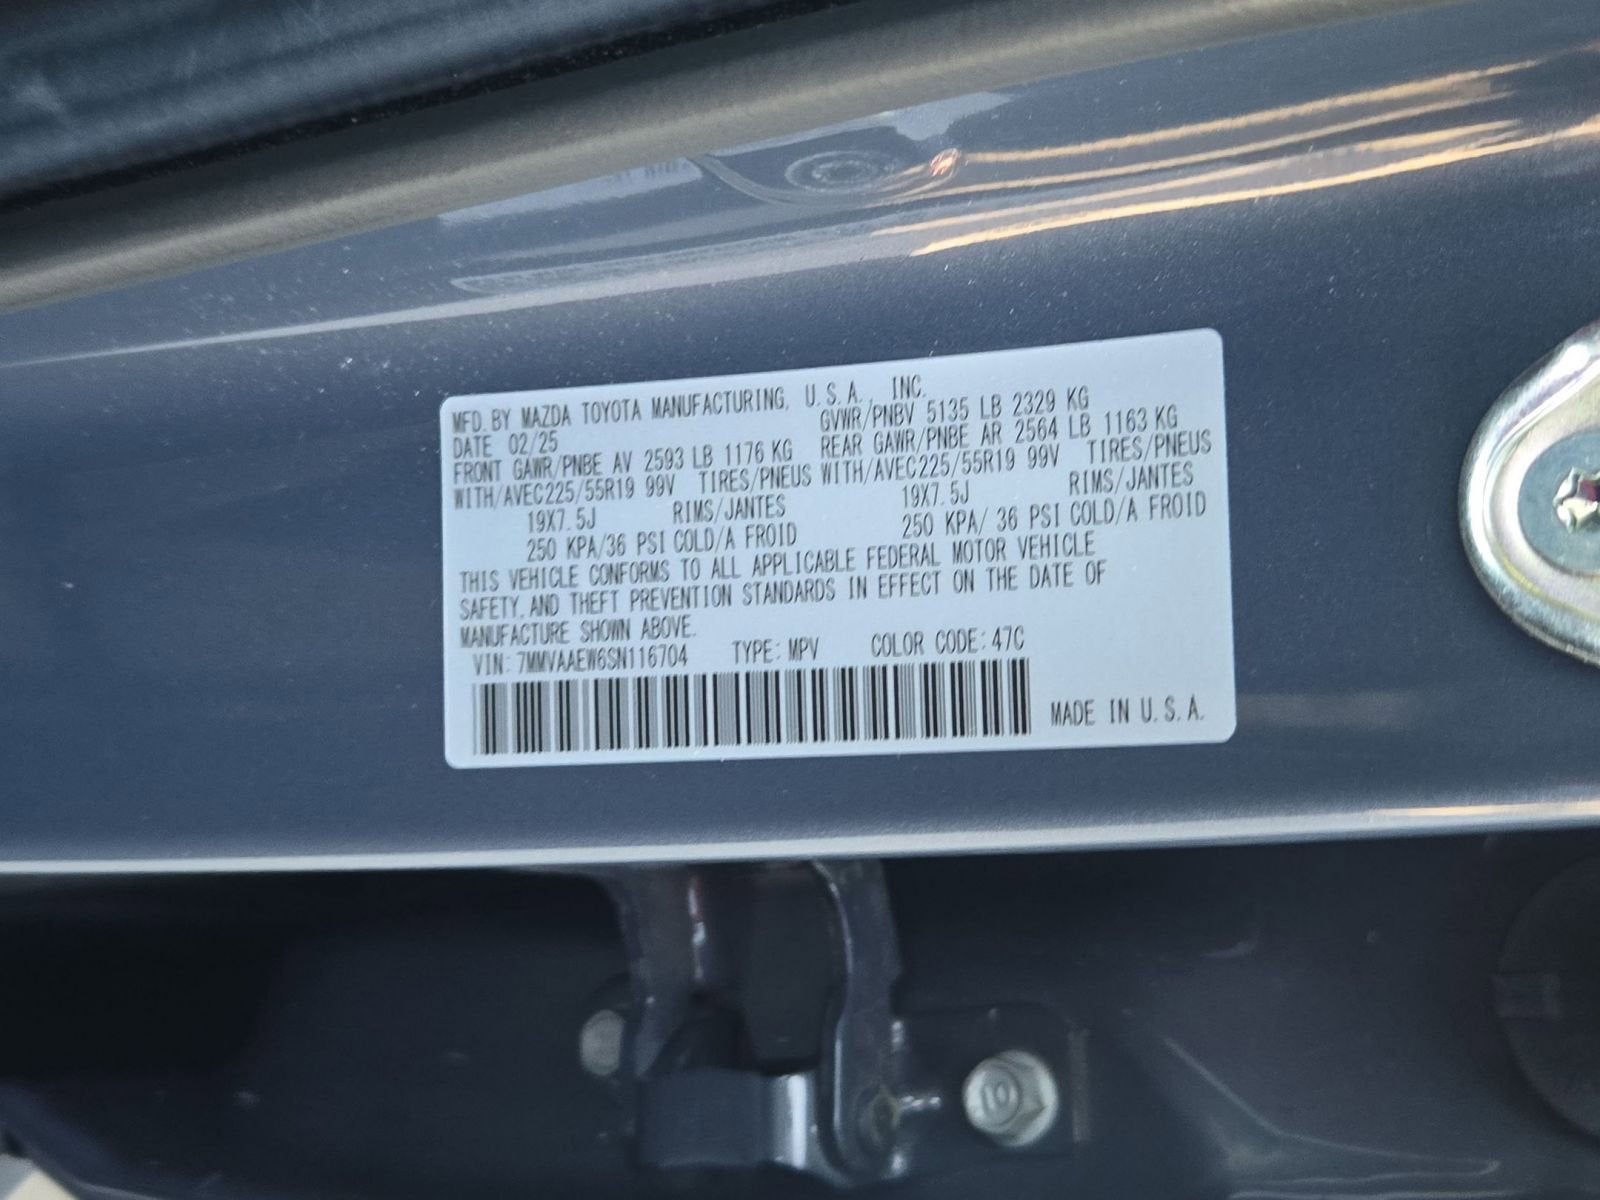 MFD. BY MAZDA TOYOTA MANUFACTURING, U.S.A. INC.
DATE 02/25 GVWR/PNBV 5135 LB 2329 KG
FRONT GAWR/PNBE AV 2593 LB 1176 KG REAR GAWR/PNBE AR 2564 LB 1163 KG
WITH/AVEC225/55R19 99V TIRES/PNEUS WITH/AVEC225/55R19 99V TIRES/PNEUS
19X7.5J RIMS/JANTES 19X7.5J RIMS/JANTES
250 KPA/36 PSI COLD/A FROID 250 KPA/ 36 PSI COLD/A FROID
THIS VEHICLE CONFORMS TO ALL APPLICABLE FEDERAL MOTOR VEHICLE
SAFETY, AND THEFT PREVENTION STANDARDS IN EFFECT ON THE DATE OF
MANUFACTURE SHOWN ABOVE.
VIN: 7MMVAAEW6SN116704 TYPE: MPV COLOR CODE: 47C
MADE IN U.S.A.
10